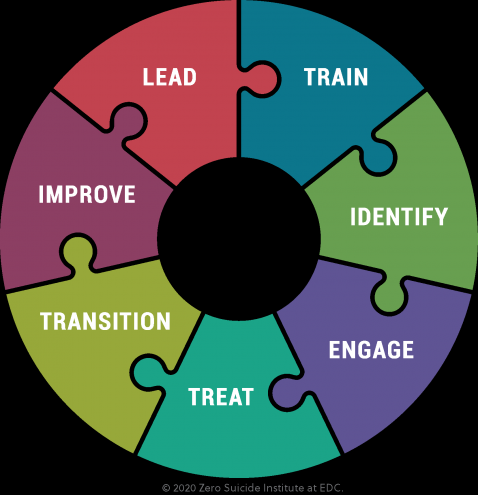 LEAD
TRAIN
IDENTIFY
ENGAGE
TREAT
TRANSITION
IMPROVE
© 2020 Zero Suicide Institute at EDC.